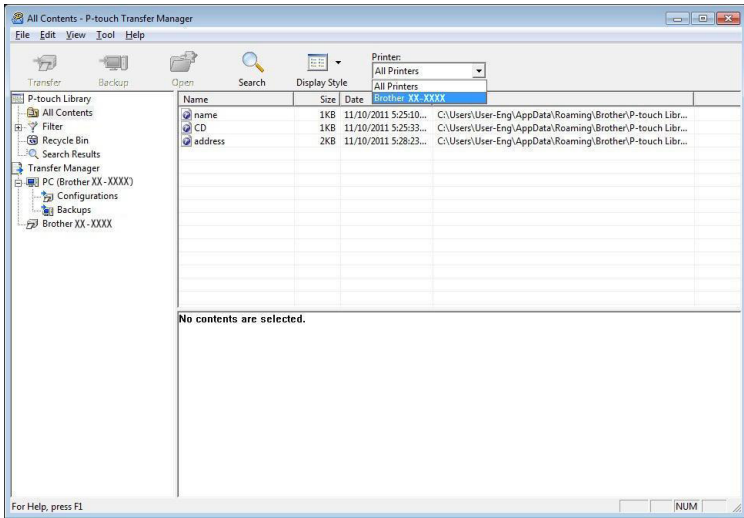 All Contents - P-touch Transfer Manager
File Edit View Tool Help
Transfer Backup Open Search Display Style
Printer:
All Printers
All Printers
Brother XX-XXXX
P-touch Library
All Contents
Filter
Recycle Bin
Search Results
Transfer Manager
PC (Brother XX-XXXX)
Configurations
Backups
Brother XX-XXXX
Name Size Date
name 1KB 11/10/2011 5:25:10... C:\Users\User-Eng\AppData\Roaming\Brother\P-touch Libr...
CD 1KB 11/10/2011 5:25:33... C:\Users\User-Eng\AppData\Roaming\Brother\P-touch Libr...
address 2KB 11/10/2011 5:28:23... C:\Users\User-Eng\AppData\Roaming\Brother\P-touch Libr...
No contents are selected.
For Help, press F1
NUM